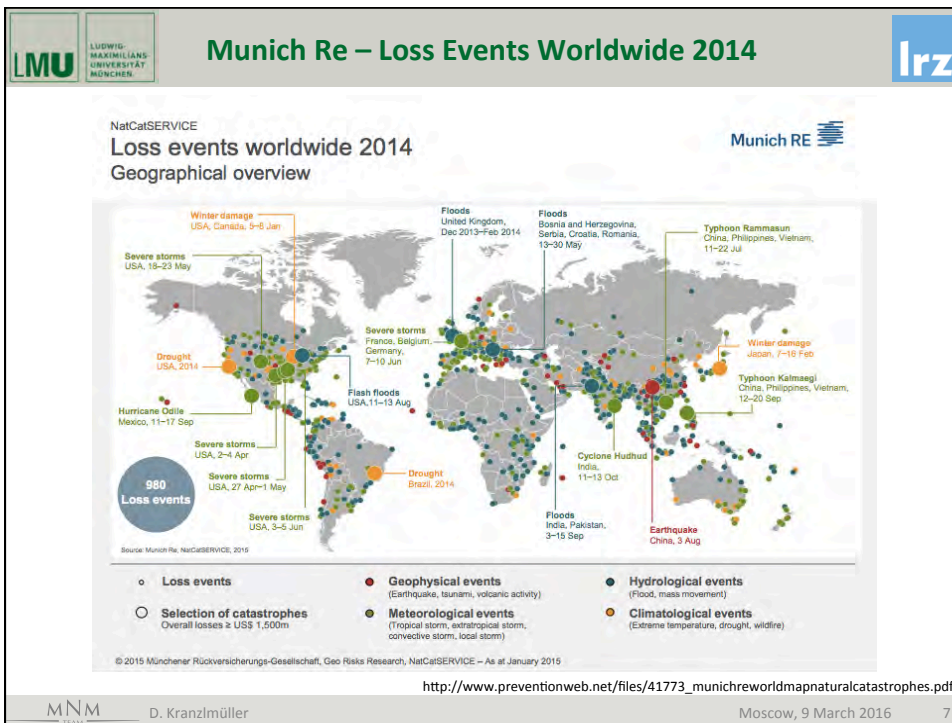 LMU
LUDWIG-
MAXIMILIANS-
UNIVERSITÄT
MÜNCHEN
Munich Re – Loss Events Worldwide 2014
lrz
NatCatSERVICE
Loss events worldwide 2014
Geographical overview
Munich RE
Winter damage
USA, Canada, 5–8 Jan
Floods
United Kingdom,
Dec 2013–Feb 2014
Floods
Bosnia and Herzegovina,
Serbia, Croatia, Romania,
13–30 May
Typhoon Rammasun
China, Philippines, Vietnam,
11–22 Jul
Severe storms
USA, 18–23 May
Severe storms
France, Belgium,
Germany,
7–10 Jun
Drought
USA, 2014
Winter damage
Japan, 7–16 Feb
Flash floods
USA,11–13 Aug
Typhoon Kalmaegi
China, Philippines, Vietnam,
12–20 Sep
Hurricane Odile
Mexico, 11–17 Sep
Severe storms
USA, 2–4 Apr
Severe storms
USA, 27 Apr–1 May
Severe storms
USA, 3–5 Jun
Drought
Brazil, 2014
Cyclone Hudhud
India,
11–13 Oct
Floods
India, Pakistan,
3–15 Sep
Earthquake
China, 3 Aug
980
Loss events
Source: Munich Re, NatCatSERVICE, 2015
Loss events
Selection of catastrophes
Overall losses ≥ US$ 1,500m
Geophysical events
(Earthquake, tsunami, volcanic activity)
Meteorological events
(Tropical storm, extratropical storm,
convective storm, local storm)
Hydrological events
(Flood, mass movement)
Climatological events
(Extreme temperature, drought, wildfire)
© 2015 Münchener Rückversicherungs-Gesellschaft, Geo Risks Research, NatCatSERVICE – As at January 2015
http://www.preventionweb.net/files/41773_munichreworldmapnaturalcatastrophes.pdf
MNM
TEAM
D. Kranzlmüller
Moscow, 9 March 2016
7